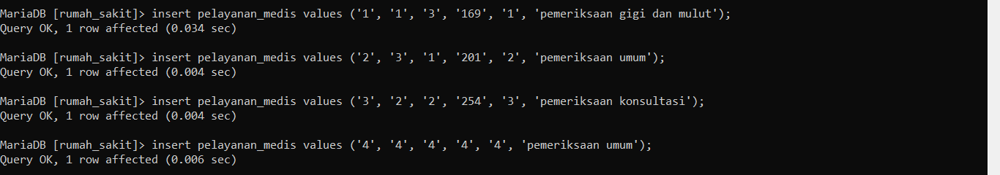 MariaDB [rumah_sakit]> insert pelayanan_medis values ('1', '1', '3', '169', '1', 'pemeriksaan gigi dan mulut');
Query OK, 1 row affected (0.034 sec)
MariaDB [rumah_sakit]> insert pelayanan_medis values ('2', '3', '1', '201', '2', 'pemeriksaan umum');
Query OK, 1 row affected (0.004 sec)
MariaDB [rumah_sakit]> insert pelayanan_medis values ('3', '2', '2', '254', '3', 'pemeriksaan konsultasi');
Query OK, 1 row affected (0.004 sec)
MariaDB [rumah_sakit]> insert pelayanan_medis values ('4', '4', '4', '4', '4', 'pemeriksaan umum');
Query OK, 1 row affected (0.006 sec)